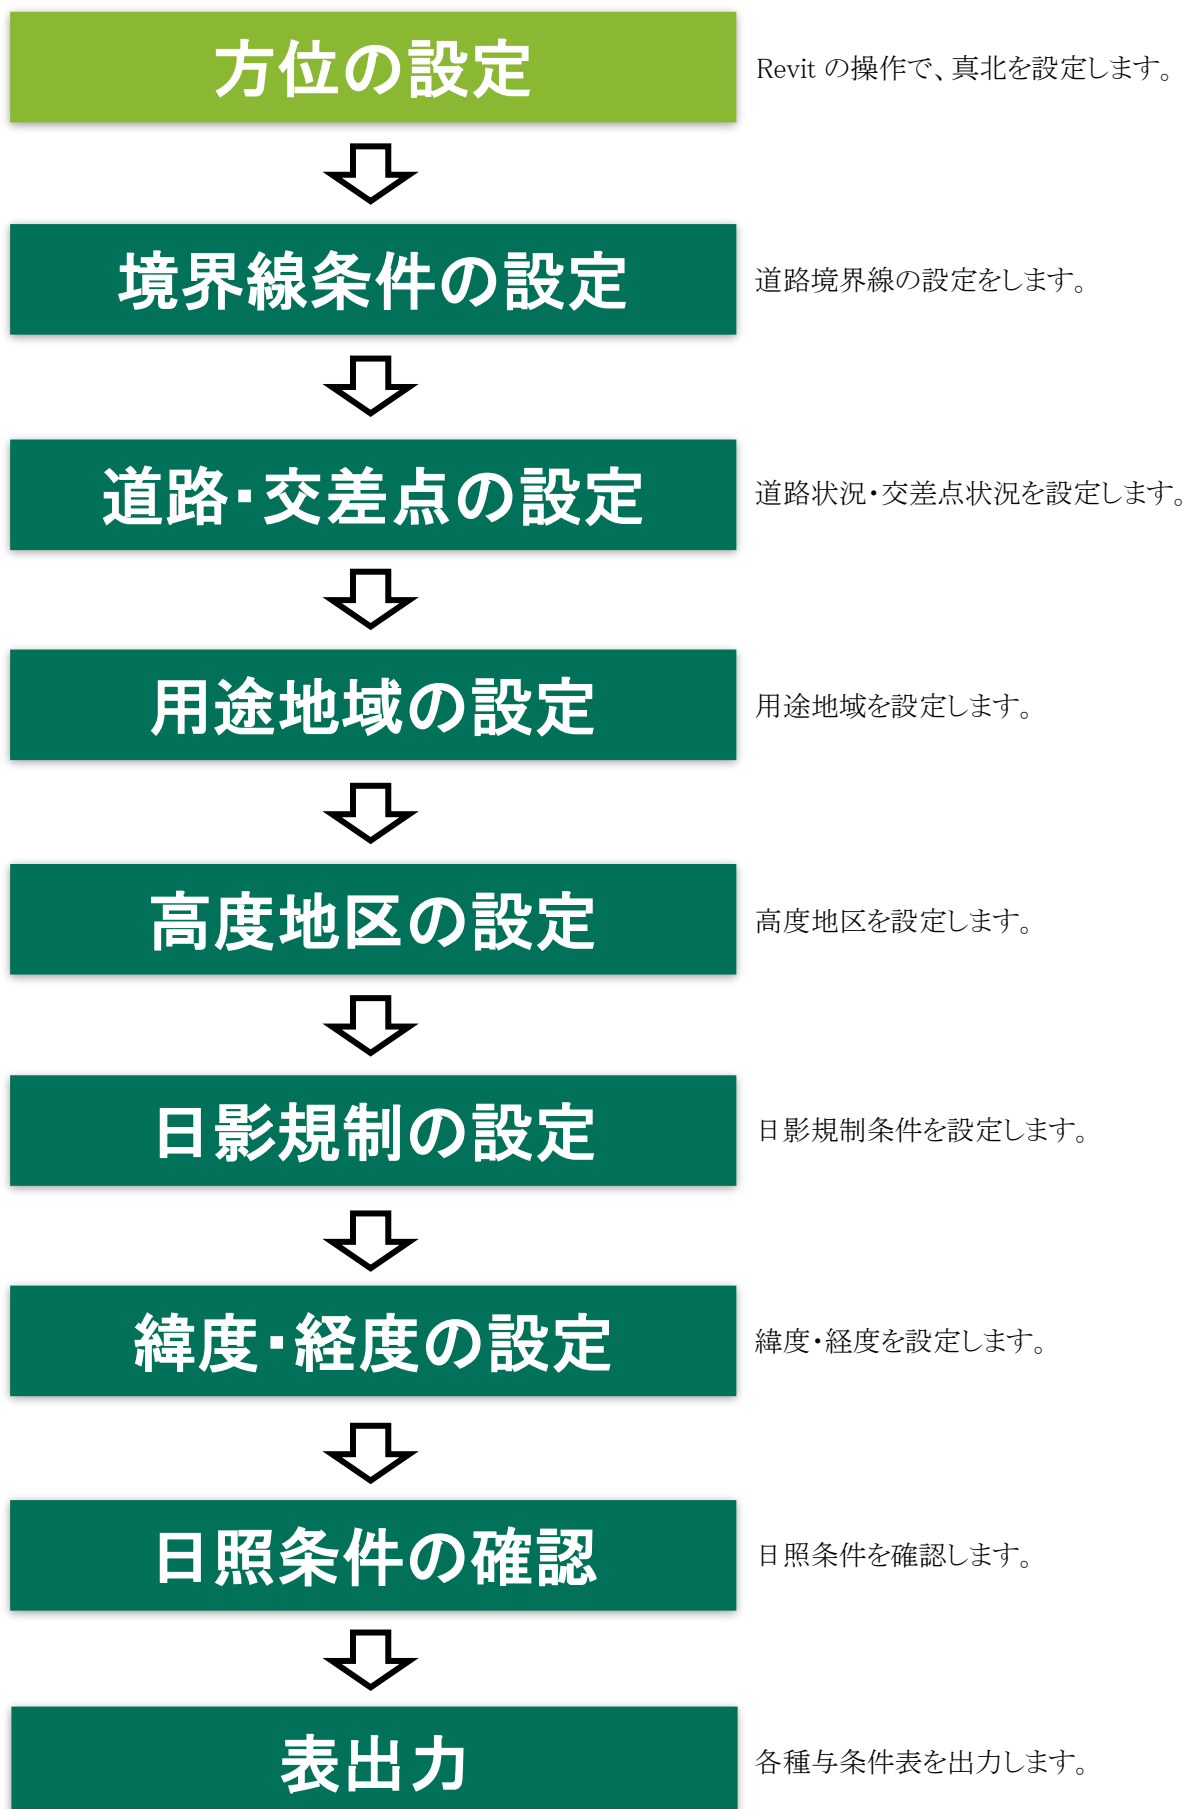 方位の設定
Revit の操作で、真北を設定します。
境界線条件の設定
道路境界線の設定をします。
道路・交差点の設定
道路状況・交差点状況を設定します。
用途地域の設定
用途地域を設定します。
高度地区の設定
高度地区を設定します。
日影規制の設定
日影規制条件を設定します。
緯度・経度の設定
緯度・経度を設定します。
日照条件の確認
日照条件を確認します。
表出力
各種与条件表を出力します。